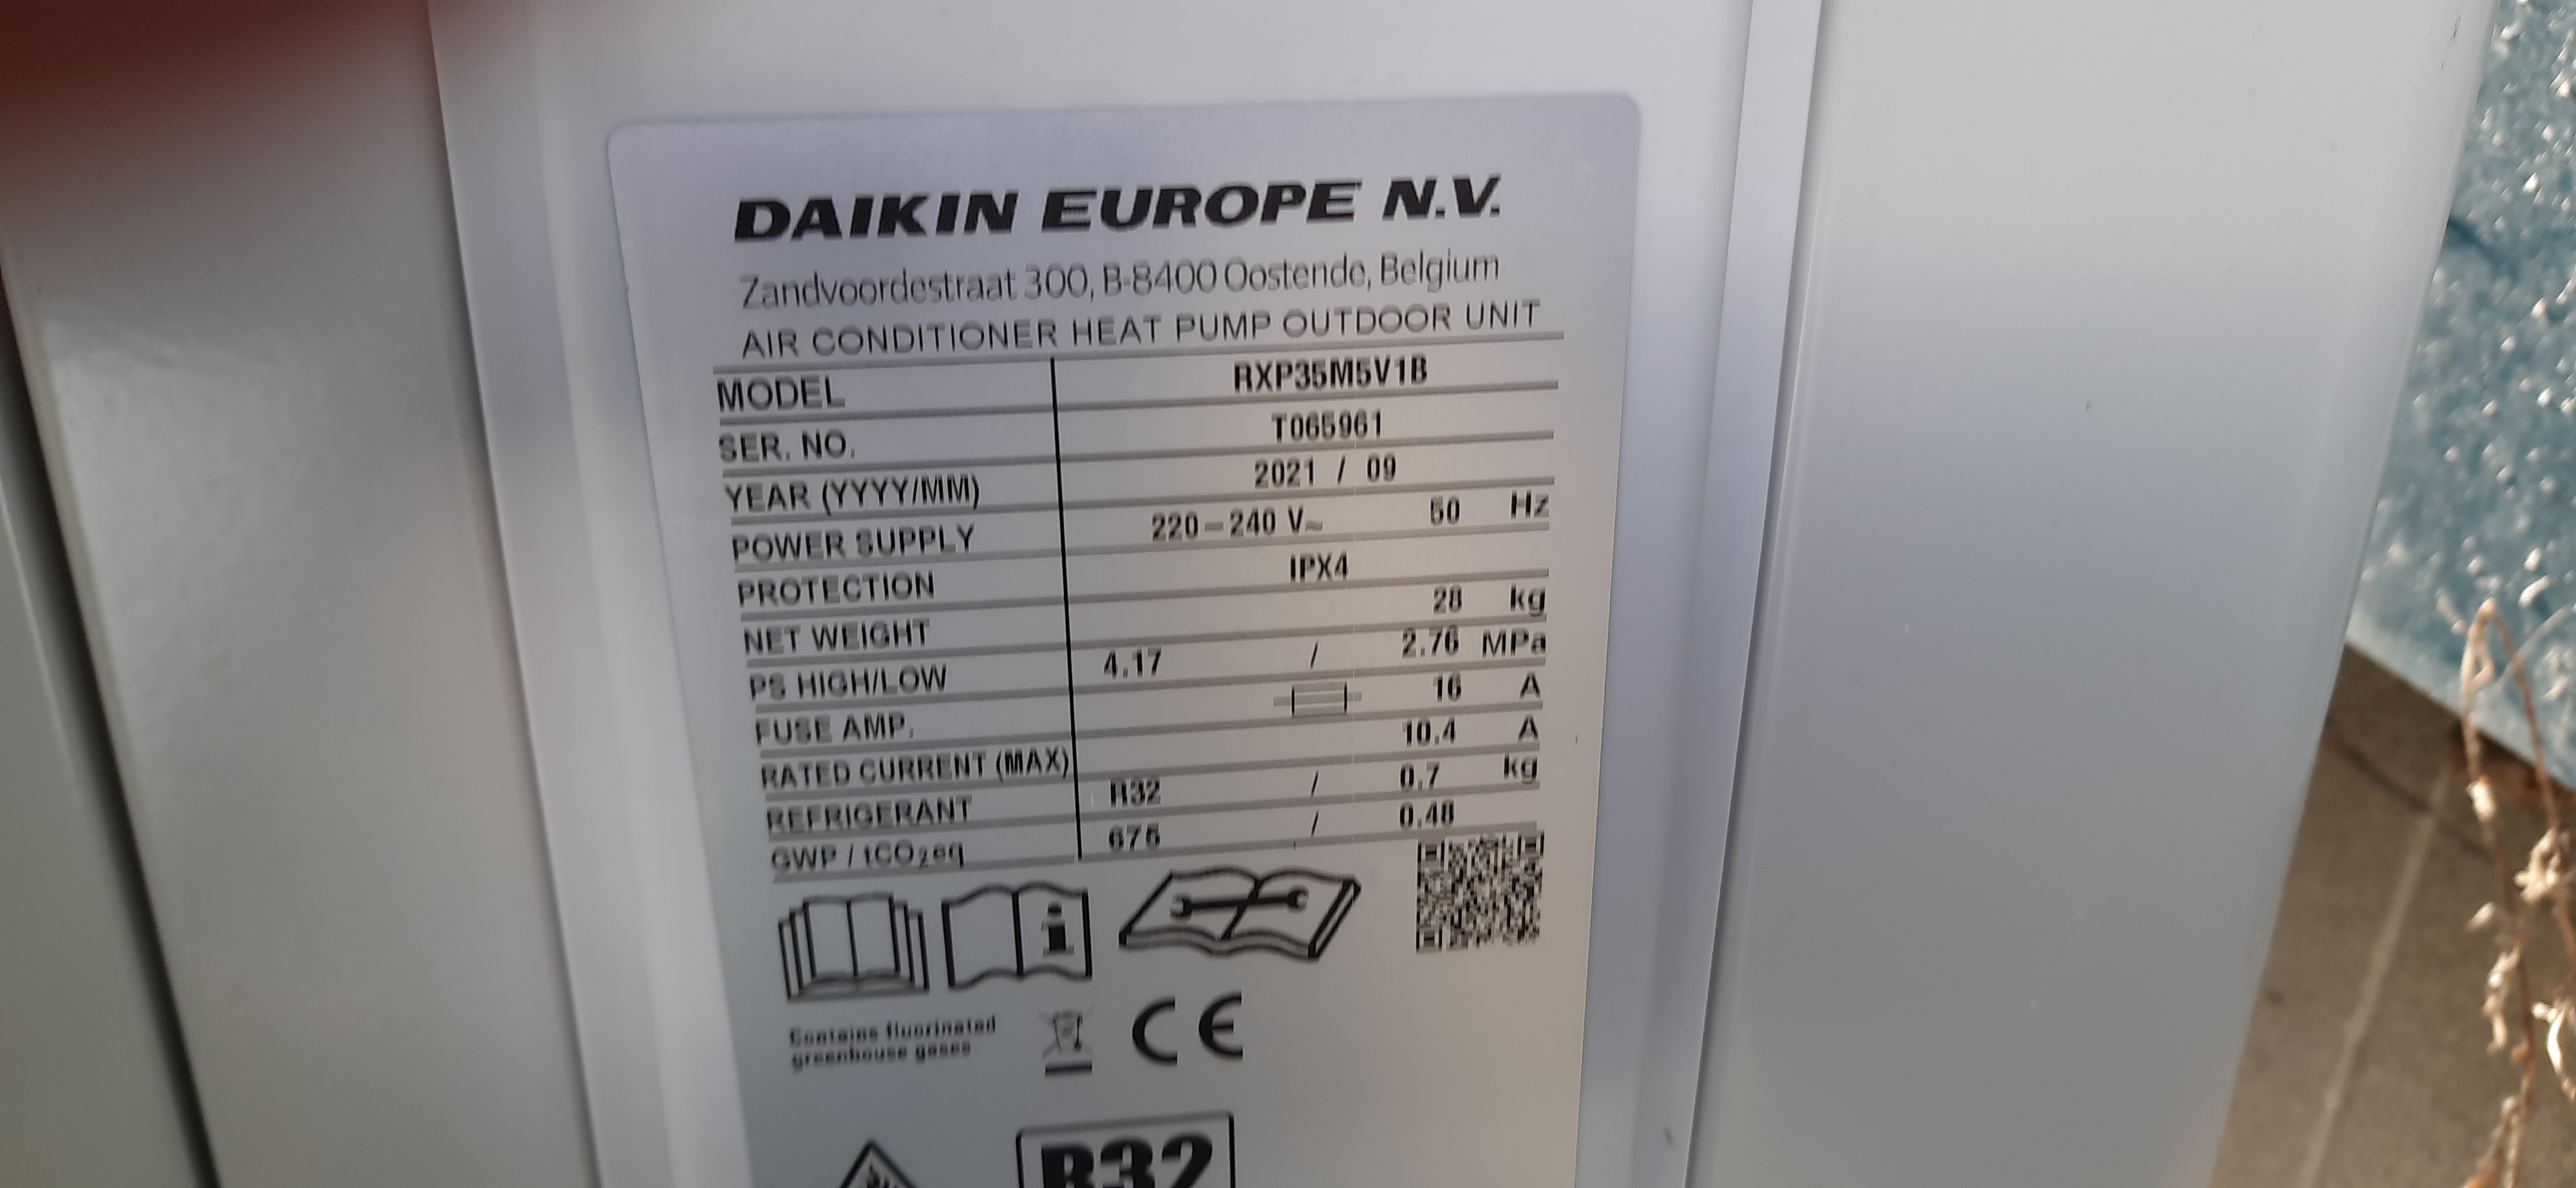 DAIKIN EUROPE N.V.
Zandvoordestraat 300, B-8400 Oostende, Belgium
AIR CONDITIONER HEAT PUMP OUTDOOR UNIT
MODEL RXP35M5V1B
SER. NO. T065961
YEAR (YYYY/MM) 2021 / 09
POWER SUPPLY 220-240 V~ 50 Hz
PROTECTION IPX4
NET WEIGHT 28 kg
PS HIGH/LOW 4.17 / 2.76 MPa
FUSE AMP. 16 A
RATED CURRENT (MAX) 10.4 A
REFRIGERANT R32 / 0.7 kg
GWP / tCO2eq 675 / 0.48
i
Contains fluorinated
greenhouse gases
CE
R32